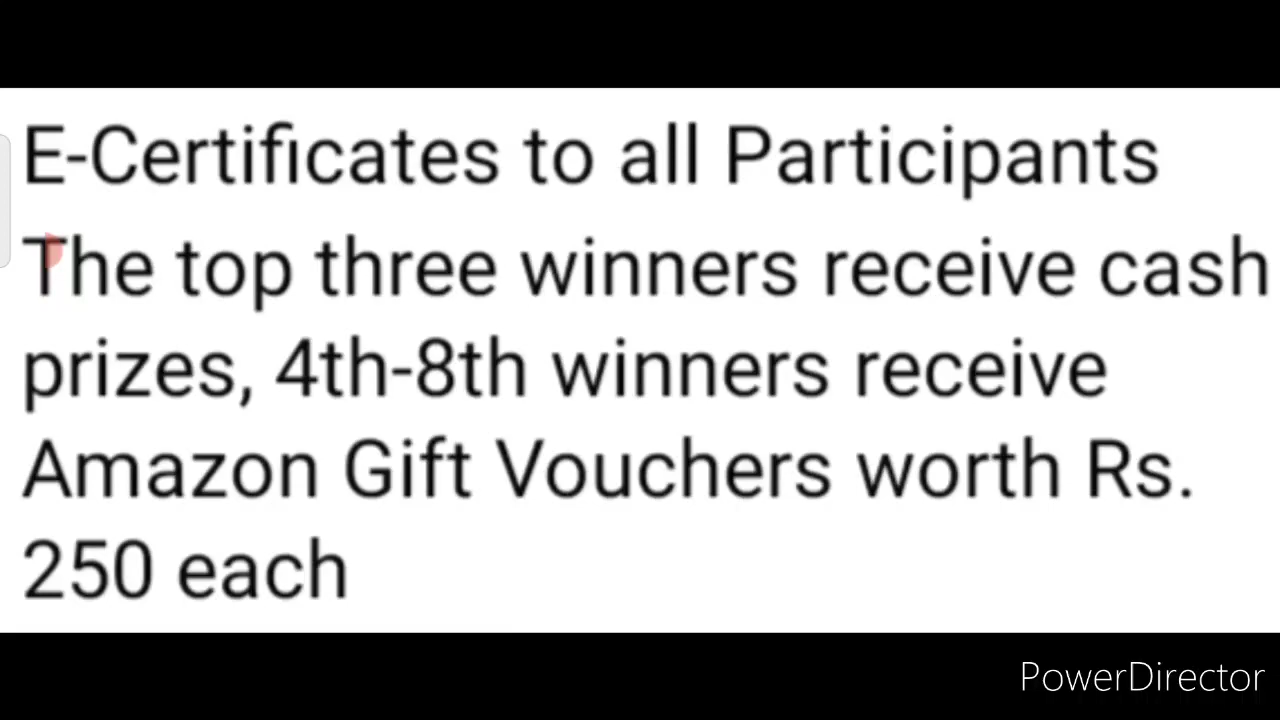 E-Certificates to all Participants
The top three winners receive cash
prizes, 4th-8th winners receive
Amazon Gift Vouchers worth Rs.
250 each
PowerDirector